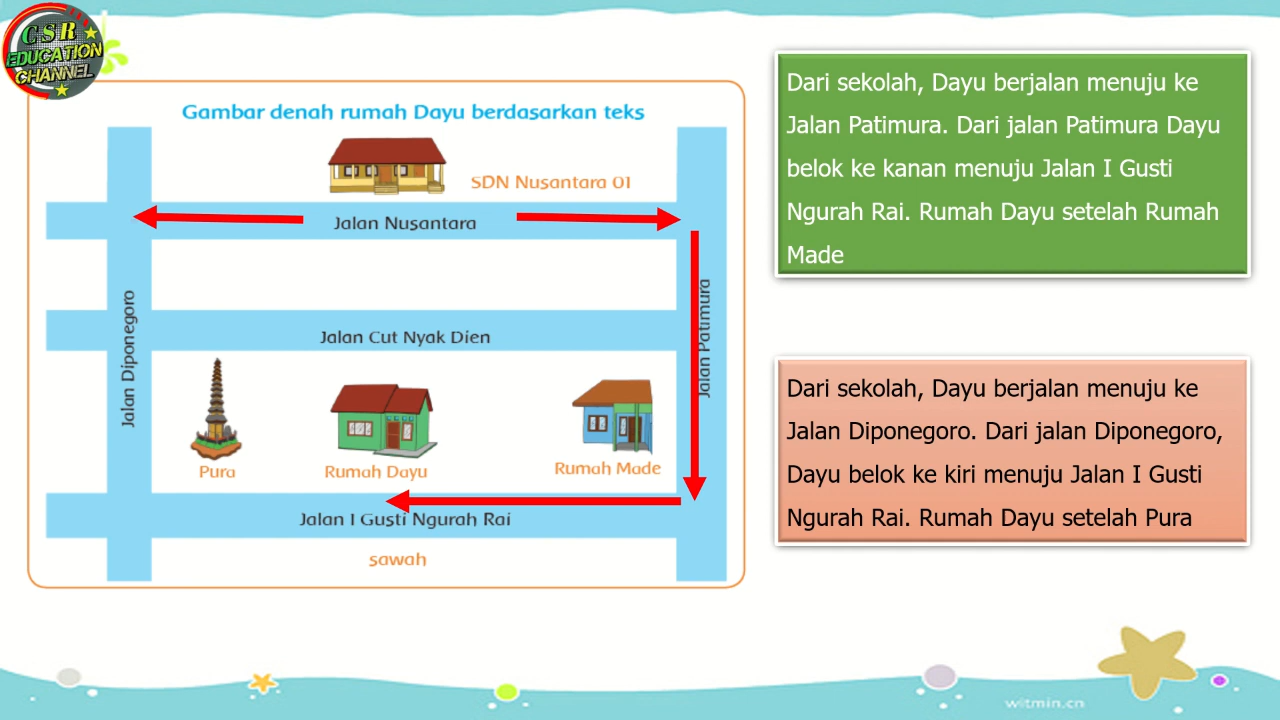 CSR
EDUCATION
CHANNEL
Gambar denah rumah Dayu berdasarkan teks
SDN Nusantara 01
Jalan Nusantara
Jalan Diponegoro
Jalan Patimura
Jalan Cut Nyak Dien
Pura
Rumah Dayu
Rumah Made
Jalan I Gusti Ngurah Rai
sawah
Dari sekolah, Dayu berjalan menuju ke
Jalan Patimura. Dari jalan Patimura Dayu
belok ke kanan menuju Jalan I Gusti
Ngurah Rai. Rumah Dayu setelah Rumah
Made
Dari sekolah, Dayu berjalan menuju ke
Jalan Diponegoro. Dari jalan Diponegoro,
Dayu belok ke kiri menuju Jalan I Gusti
Ngurah Rai. Rumah Dayu setelah Pura
witmin.cn